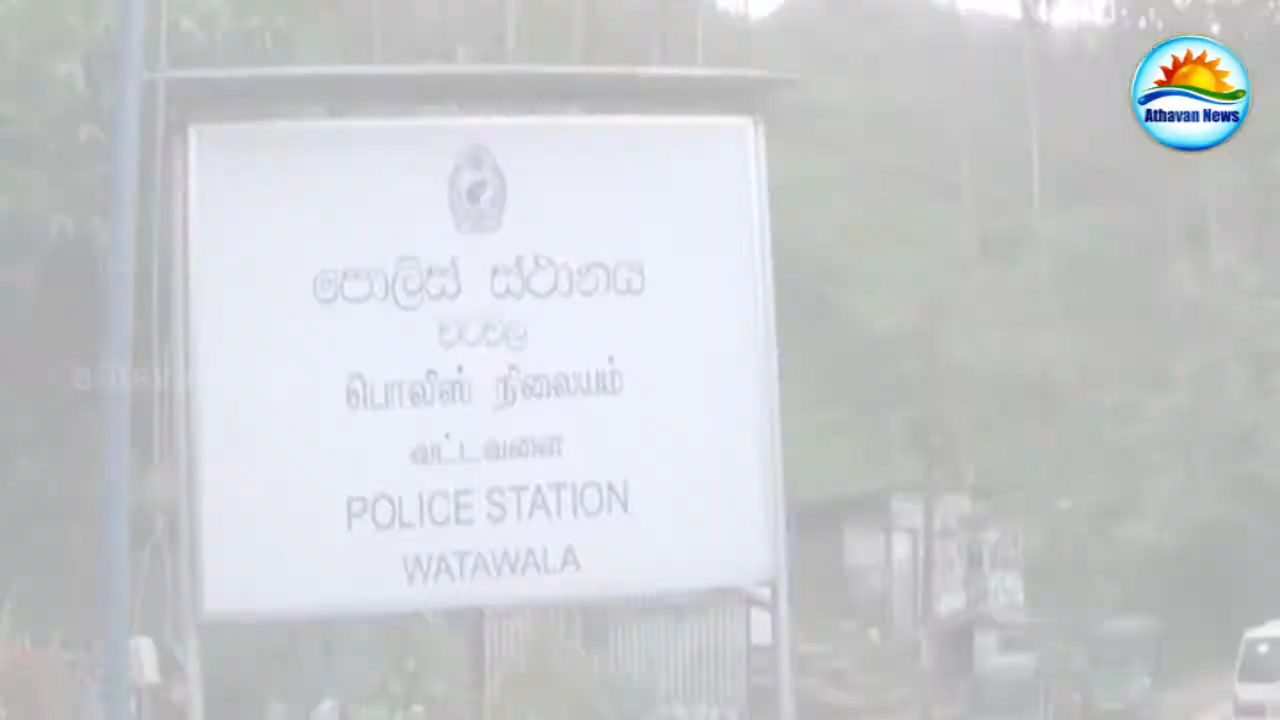 පොලිස් ස්ථානය
වටවල
பொலிஸ் நிலையம்
வட்டவளை
POLICE STATION
WATAWALA
Athavan News